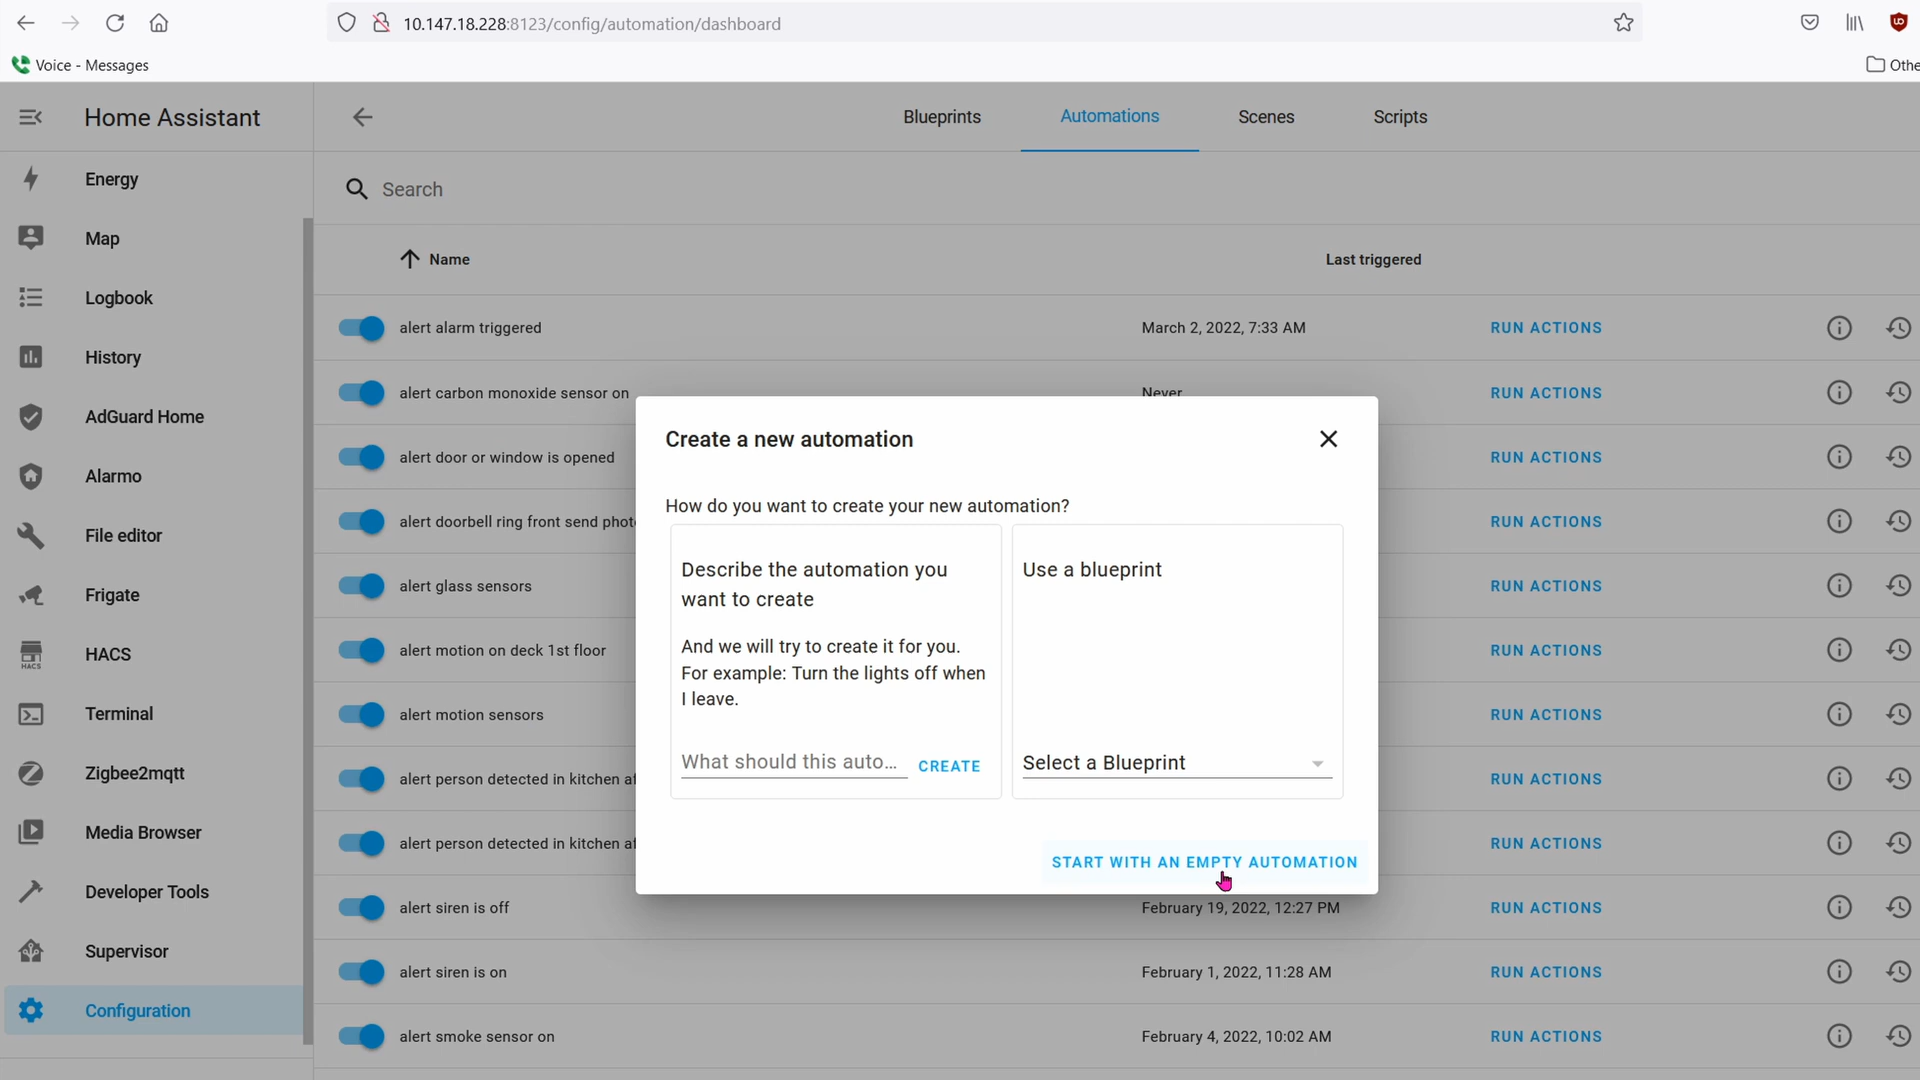 10.147.18.228:8123/config/automation/dashboard
Voice - Messages
Othe
Home Assistant
Blueprints
Automations
Scenes
Scripts
Energy
Map
Logbook
History
AdGuard Home
Alarmo
File editor
Frigate
HACS
HACS
Terminal
Zigbee2mqtt
Media Browser
Developer Tools
Supervisor
Configuration
Search
Name
Last triggered
alert alarm triggered
March 2, 2022, 7:33 AM
RUN ACTIONS
alert carbon monoxide sensor on
Never
RUN ACTIONS
alert door or window is opened
RUN ACTIONS
alert doorbell ring front send phot
RUN ACTIONS
alert glass sensors
RUN ACTIONS
alert motion on deck 1st floor
RUN ACTIONS
alert motion sensors
RUN ACTIONS
alert person detected in kitchen af
RUN ACTIONS
alert person detected in kitchen af
RUN ACTIONS
alert siren is off
February 19, 2022, 12:27 PM
RUN ACTIONS
alert siren is on
February 1, 2022, 11:28 AM
RUN ACTIONS
alert smoke sensor on
February 4, 2022, 10:02 AM
RUN ACTIONS
Create a new automation
How do you want to create your new automation?
Describe the automation you
want to create
And we will try to create it for you.
For example: Turn the lights off when
I leave.
What should this auto...
CREATE
Use a blueprint
Select a Blueprint
START WITH AN EMPTY AUTOMATION